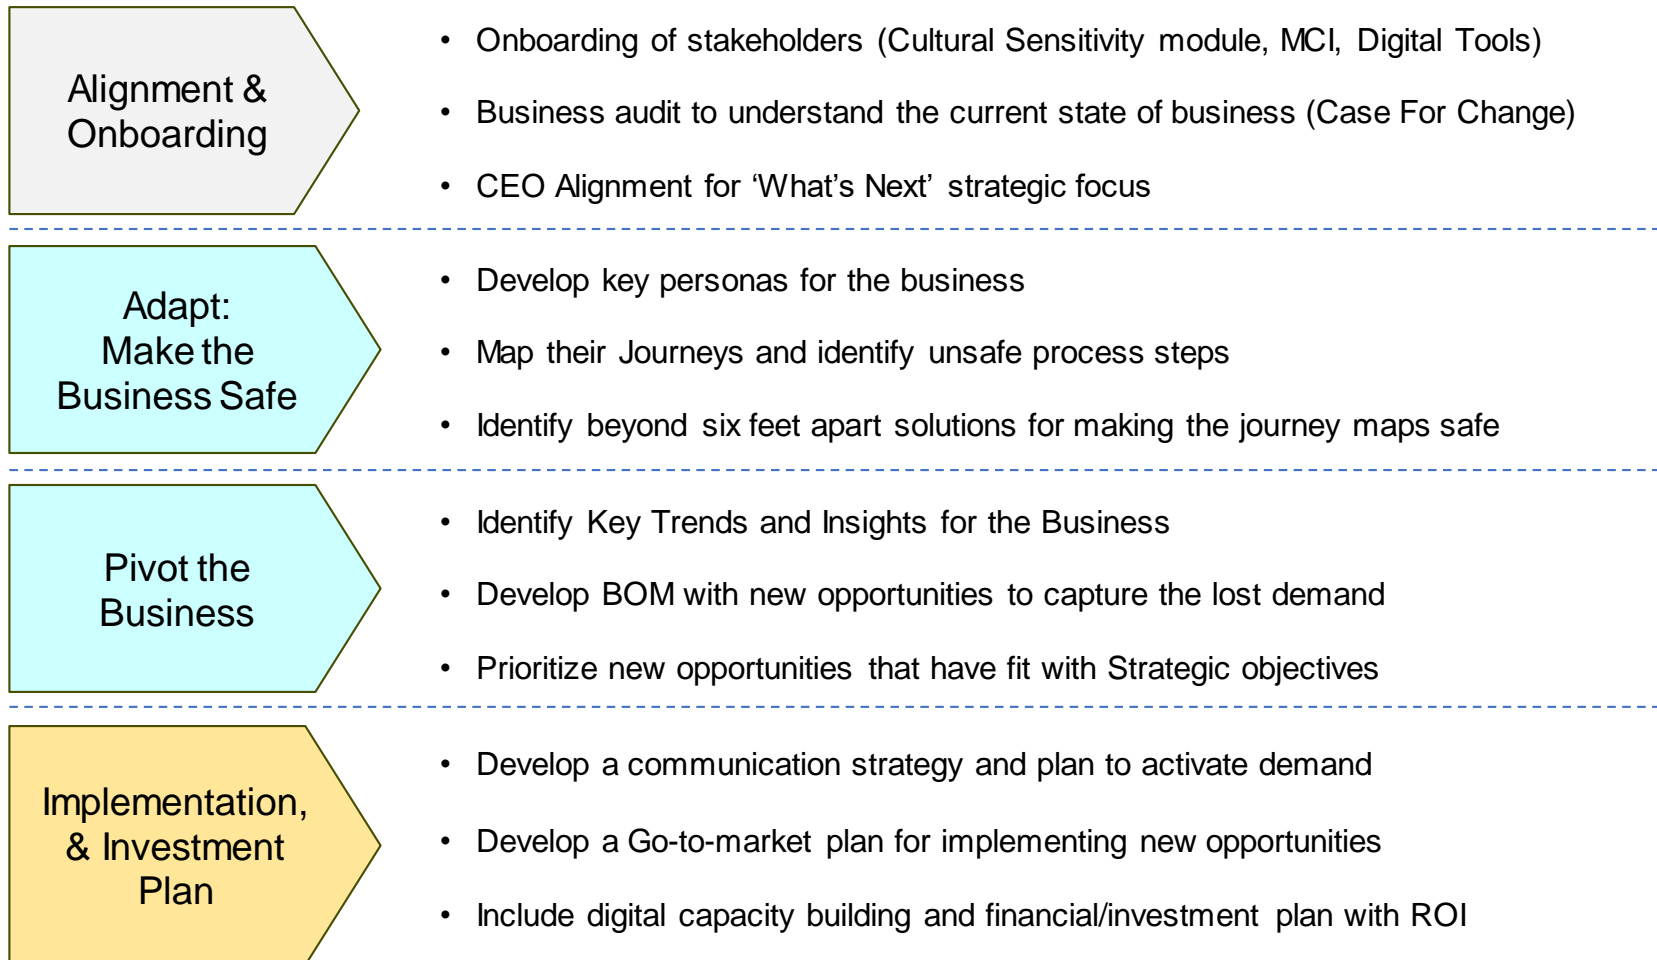 Alignment &
Onboarding
• Onboarding of stakeholders (Cultural Sensitivity module, MCI, Digital Tools)
• Business audit to understand the current state of business (Case For Change)
• CEO Alignment for ‘What’s Next’ strategic focus
Adapt:
Make the
Business Safe
• Develop key personas for the business
• Map their Journeys and identify unsafe process steps
• Identify beyond six feet apart solutions for making the journey maps safe
Pivot the
Business
• Identify Key Trends and Insights for the Business
• Develop BOM with new opportunities to capture the lost demand
• Prioritize new opportunities that have fit with Strategic objectives
Implementation,
& Investment
Plan
• Develop a communication strategy and plan to activate demand
• Develop a Go-to-market plan for implementing new opportunities
• Include digital capacity building and financial/investment plan with ROI